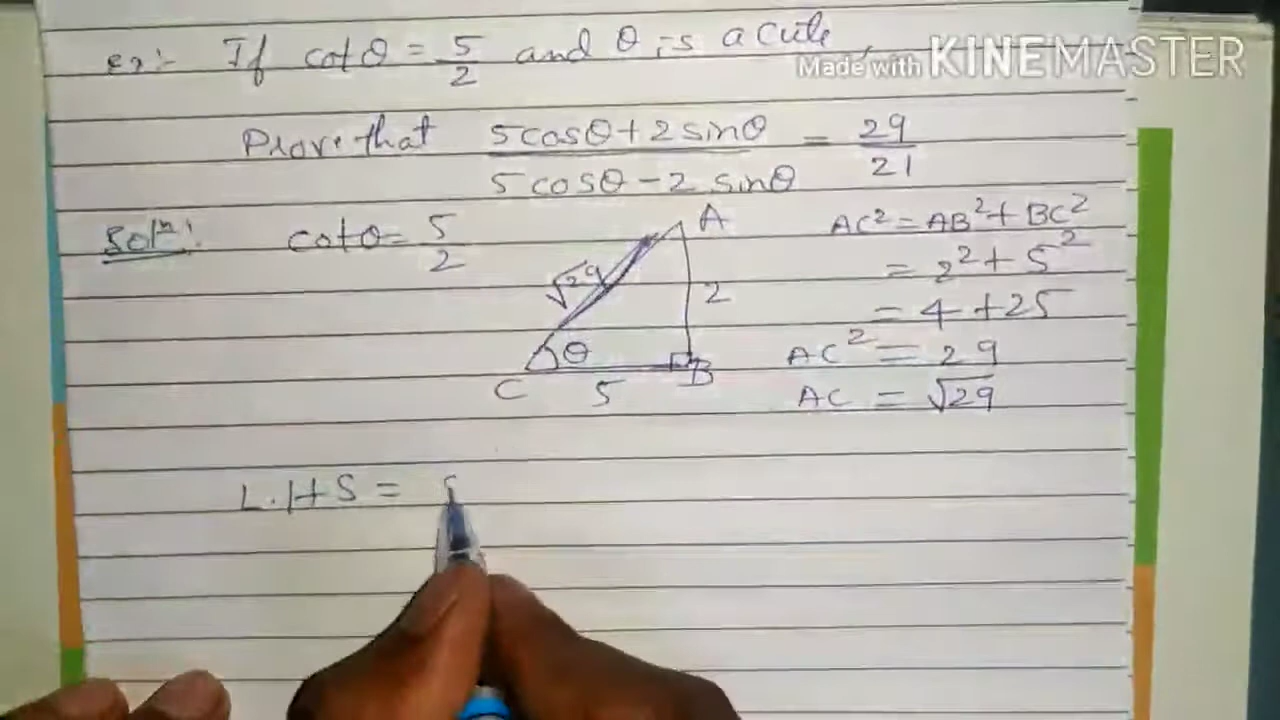 ex:- If cotθ = 5/2 and θ is acute,
Made with KINEMASTER
Prove that 5cosθ+2sinθ / 5cosθ-2sinθ = 29/21
Solⁿ: cotθ = 5/2
A
√29
2
θ
C
5
B
AC² = AB² + BC²
= 2² + 5²
= 4 + 25
AC² = 29
AC = √29
L.H.S = 5